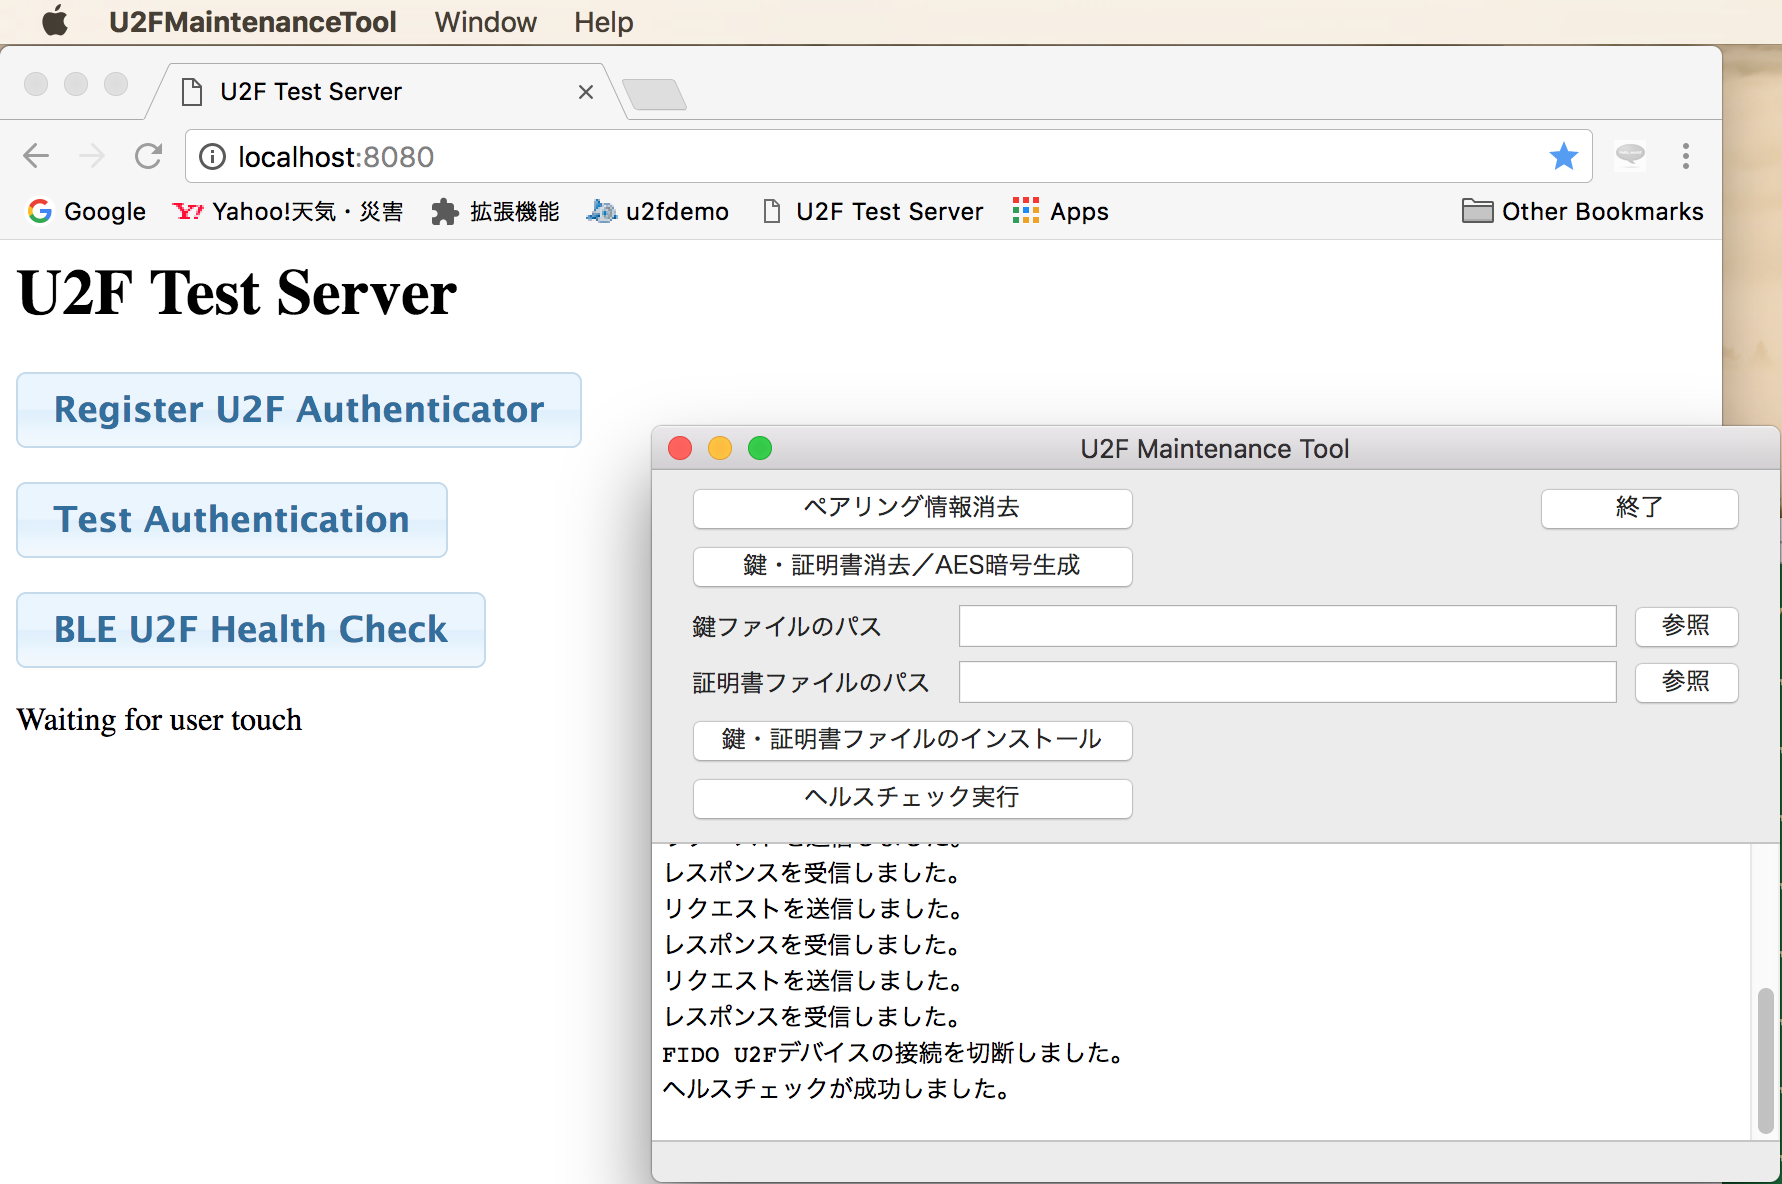 U2FMaintenanceTool Window Help
U2F Test Server
localhost:8080
Google Yahoo!天気・災害 拡張機能 u2fdemo U2F Test Server Apps Other Bookmarks
U2F Test Server
Register U2F Authenticator
Test Authentication
BLE U2F Health Check
Waiting for user touch
U2F Maintenance Tool
ペアリング情報消去 終了
鍵・証明書消去／AES暗号生成
鍵ファイルのパス 参照
証明書ファイルのパス 参照
鍵・証明書ファイルのインストール
ヘルスチェック実行
レスポンスを受信しました。
リクエストを送信しました。
レスポンスを受信しました。
リクエストを送信しました。
レスポンスを受信しました。
FIDO U2Fデバイスの接続を切断しました。
ヘルスチェックが成功しました。